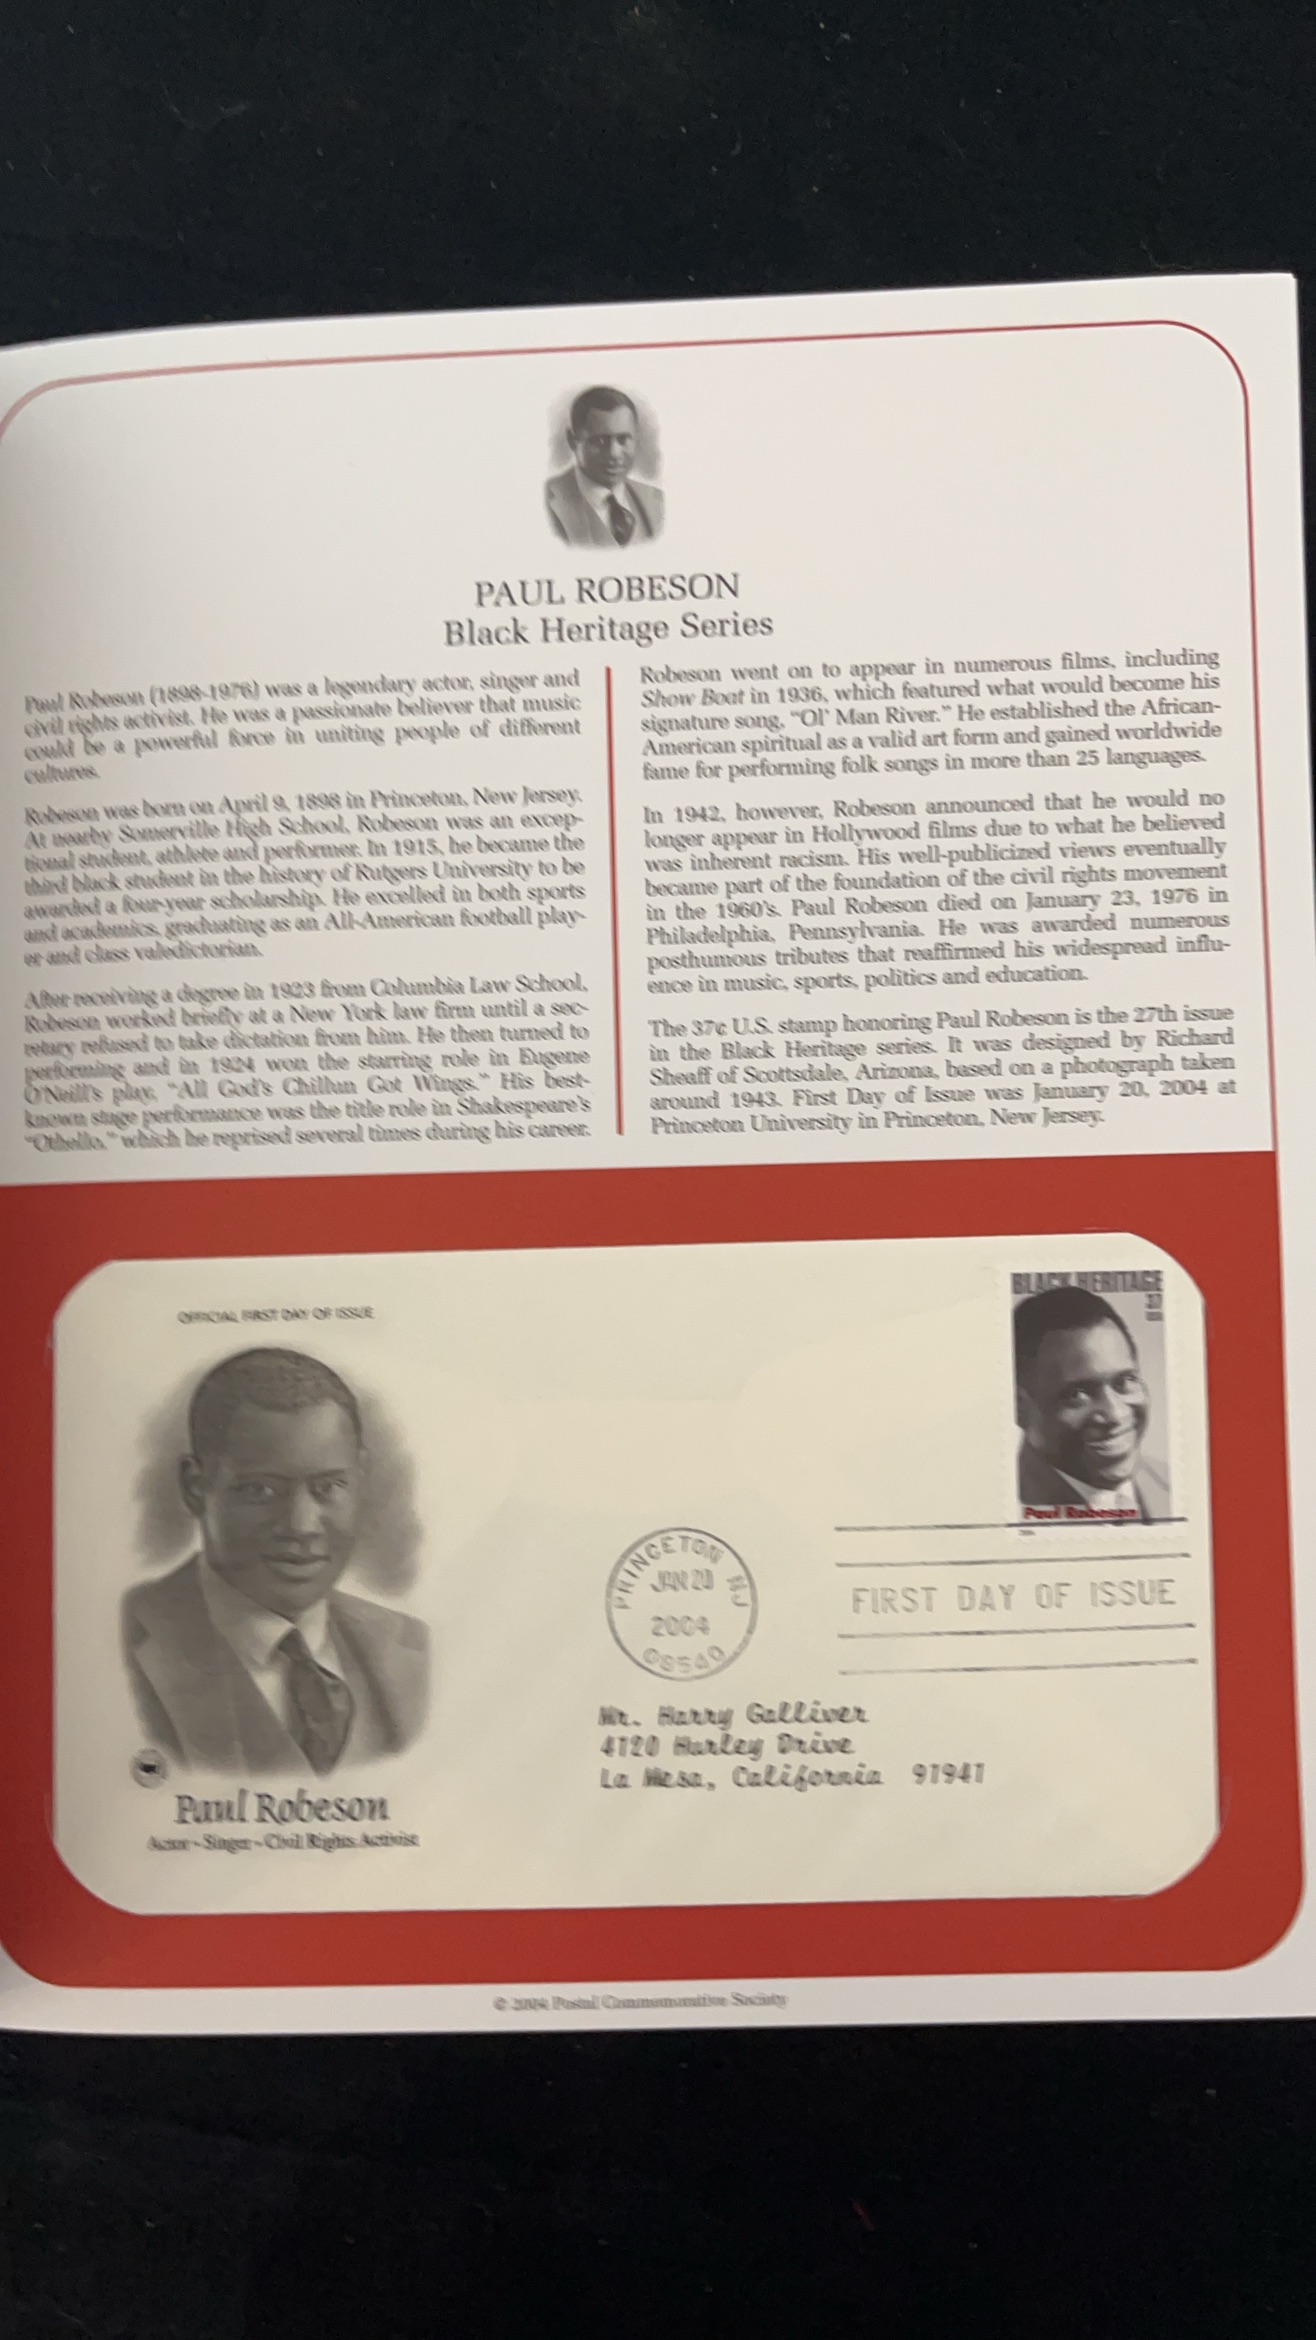 PAUL ROBESON
Black Heritage Series
Paul Robeson (1898-1976) was a legendary actor, singer and
civil rights activist. He was a passionate believer that music
could be a powerful force in uniting people of different
cultures.
Robeson was born on April 9, 1898 in Princeton, New Jersey.
At nearby Somerville High School, Robeson was an excep-
tional student, athlete and performer. In 1915, he became the
third black student in the history of Rutgers University to be
awarded a four-year scholarship. He excelled in both sports
and academics, graduating as an All-American football play-
er and class valedictorian.
After receiving a degree in 1923 from Columbia Law School,
Robeson worked briefly at a New York law firm until a sec-
retary refused to take dictation from him. He then turned to
performing and in 1924 won the starring role in Eugene
O'Neill's play, "All God's Chillun Got Wings." His best-
known stage performance was the title role in Shakespeare's
"Othello," which he reprised several times during his career.
Robeson went on to appear in numerous films, including
Show Boat in 1936, which featured what would become his
signature song, "Ol' Man River." He established the African-
American spiritual as a valid art form and gained worldwide
fame for performing folk songs in more than 25 languages.
In 1942, however, Robeson announced that he would no
longer appear in Hollywood films due to what he believed
was inherent racism. His well-publicized views eventually
became part of the foundation of the civil rights movement
in the 1960's. Paul Robeson died on January 23, 1976 in
Philadelphia, Pennsylvania. He was awarded numerous
posthumous tributes that reaffirmed his widespread influ-
ence in music, sports, politics and education.
The 37¢ U.S. stamp honoring Paul Robeson is the 27th issue
in the Black Heritage series. It was designed by Richard
Sheaff of Scottsdale, Arizona, based on a photograph taken
around 1943. First Day of Issue was January 20, 2004 at
Princeton University in Princeton, New Jersey.
OFFICIAL FIRST DAY OF ISSUE
BLACK HERITAGE
37
USA
Paul Robeson
PRINCETON NJ
JAN 20
2004
08540
FIRST DAY OF ISSUE
Mr. Harry Galliver
4120 Hurley Drive
La Mesa, California 91941
Paul Robeson
Actor - Singer - Civil Rights Activist
© 2004 Postal Commemorative Society